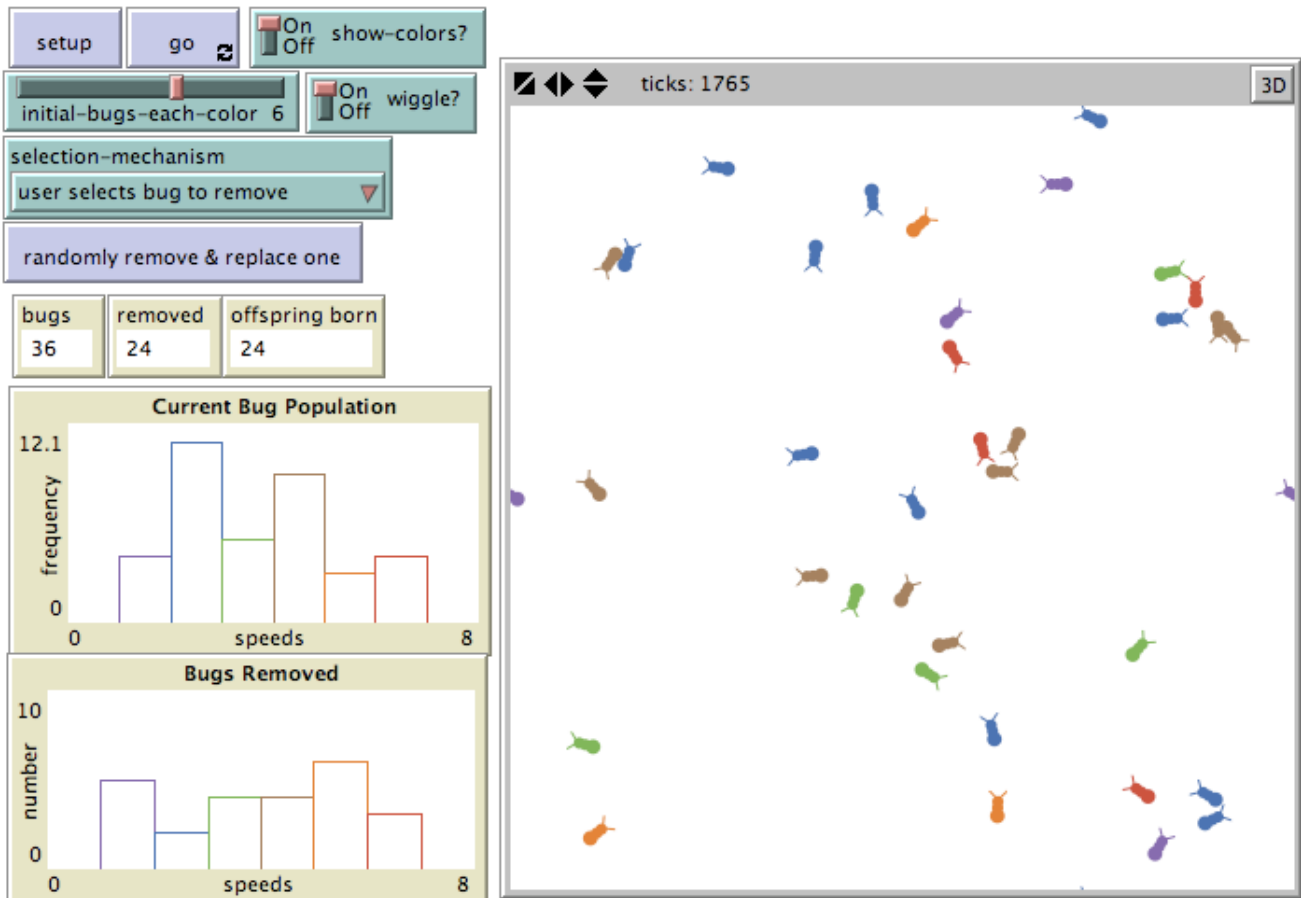 setup
go
On
Off
show-colors?
initial-bugs-each-color 6
On
Off
wiggle?
selection-mechanism
user selects bug to remove
randomly remove & replace one
bugs
36
removed
24
offspring born
24
Current Bug Population
12.1
frequency
0
0
speeds
8
Bugs Removed
10
number
0
0
speeds
8
ticks: 1765
3D